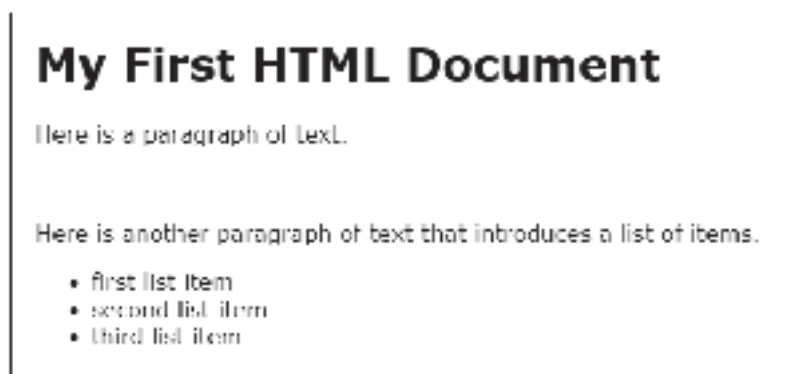 My First HTML Document
Here is a paragraph of text.
Here is another paragraph of text that introduces a list of items.
• first list item
• second list item
• third list item